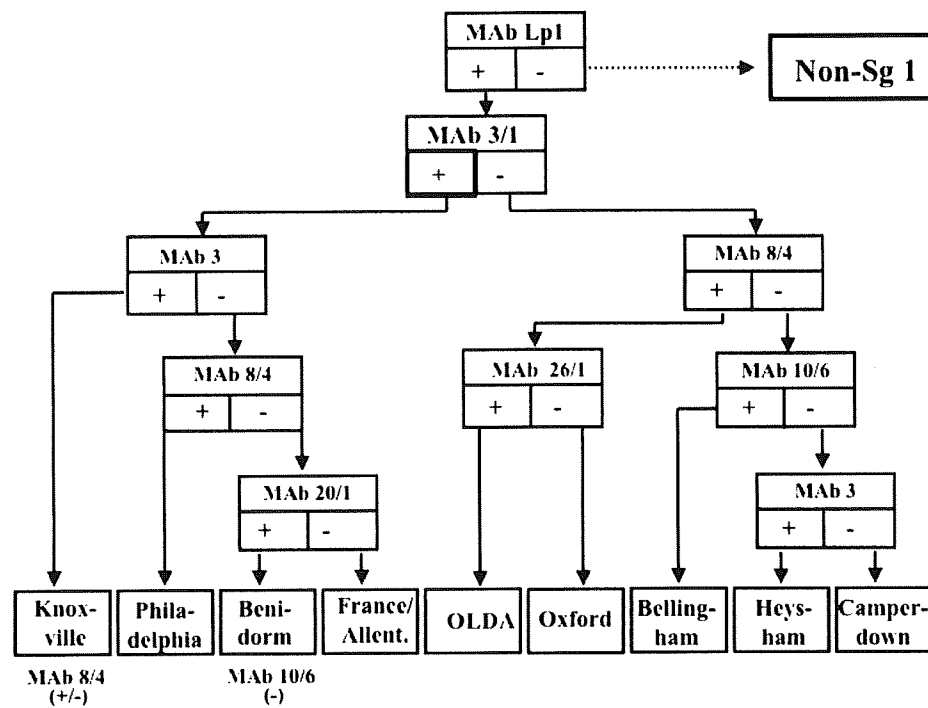 MAb Lp1
+ -
Non-Sg 1
MAb 3/1
+ -
MAb 3
+ -
MAb 8/4
+ -
MAb 8/4
+ -
MAb 26/1
+ -
MAb 10/6
+ -
MAb 20/1
+ -
MAb 3
+ -
Knox-
ville
Phila-
delphia
Beni-
dorm
France/
Allent.
OLDA
Oxford
Belling-
ham
Heys-
ham
Camper-
down
MAb 8/4
(+/-)
MAb 10/6
(-)